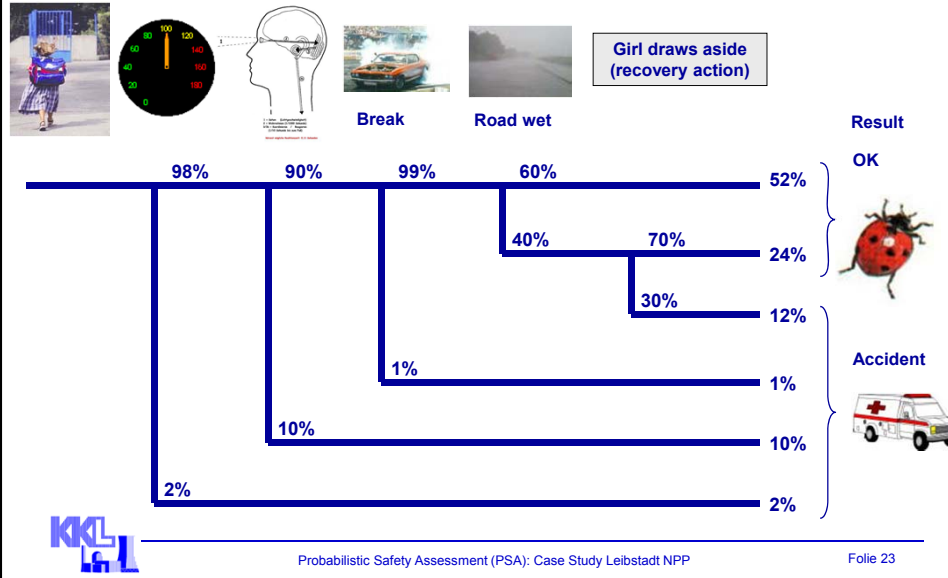 80 100 120
60 140
40 160
20 180
0
Girl draws aside
(recovery action)
Break
Road wet
Result
98%
90%
99%
60%
OK
52%
40%
70%
24%
30%
12%
Accident
1%
1%
10%
10%
2%
2%
KKL
Probabilistic Safety Assessment (PSA): Case Study Leibstadt NPP
Folie 23